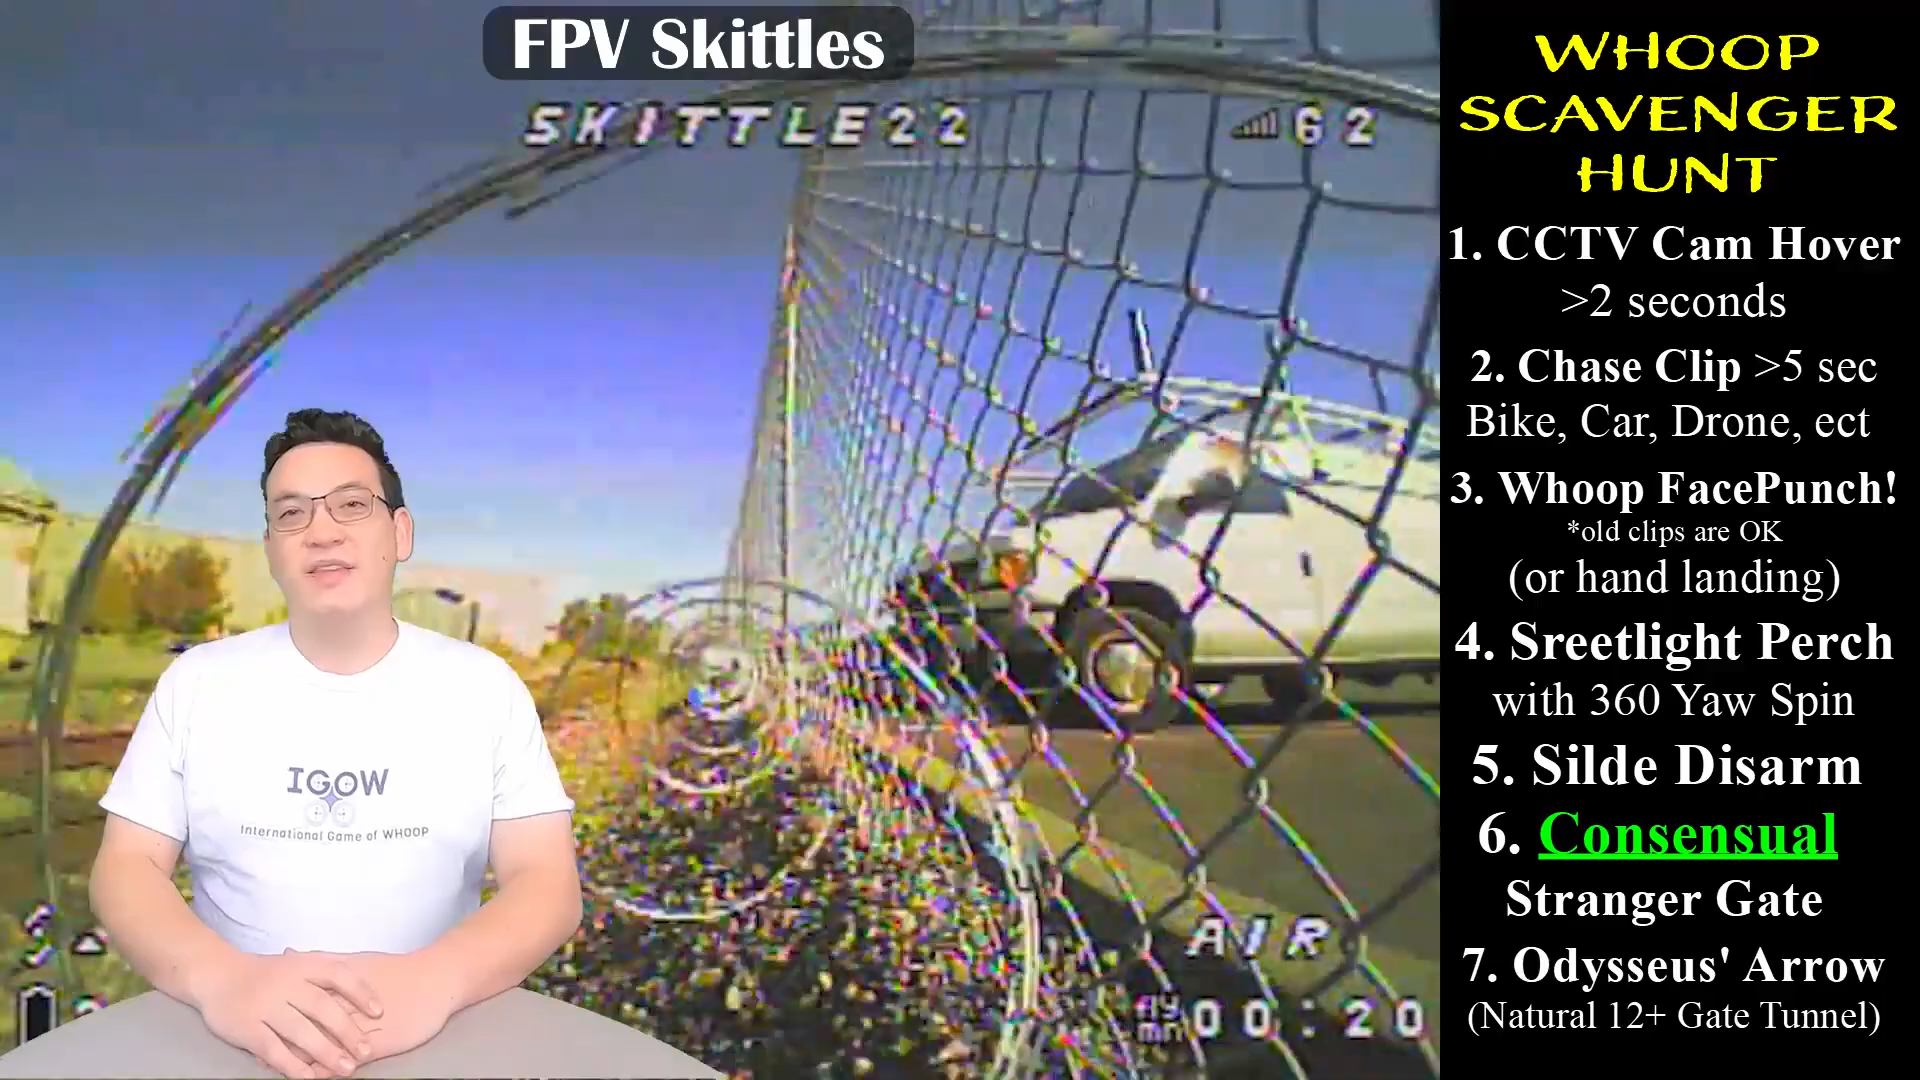 FPV Skittles
SKITTLE22
62
IGOW
International Game of WHOOP
AIR
fly
mn
00:20
WHOOP
SCAVENGER
HUNT
1. CCTV Cam Hover
>2 seconds
2. Chase Clip >5 sec
Bike, Car, Drone, ect
3. Whoop FacePunch!
*old clips are OK
(or hand landing)
4. Sreetlight Perch
with 360 Yaw Spin
5. Silde Disarm
6. Consensual
Stranger Gate
7. Odysseus' Arrow
(Natural 12+ Gate Tunnel)